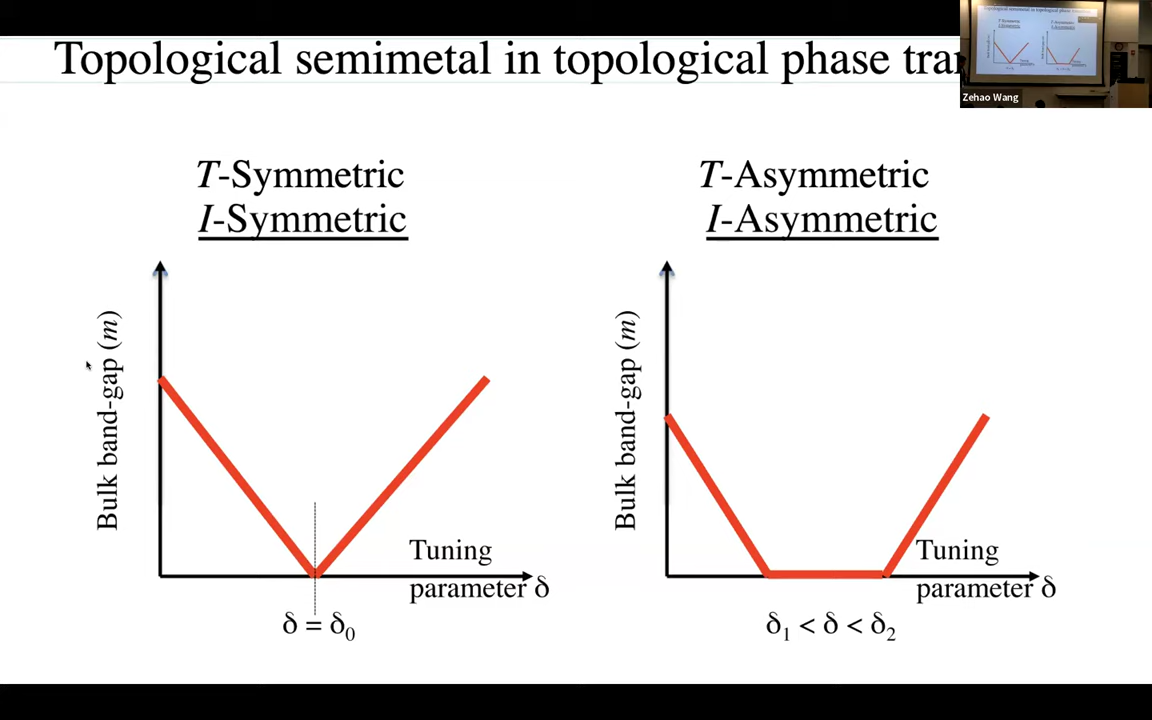 Topological semimetal in topological phase tra
Zehao Wang
T-Symmetric
I-Symmetric
Bulk band-gap (m)
Tuning
parameter δ
δ = δ₀
T-Asymmetric
I-Asymmetric
Bulk band-gap (m)
Tuning
parameter δ
δ₁ < δ < δ₂